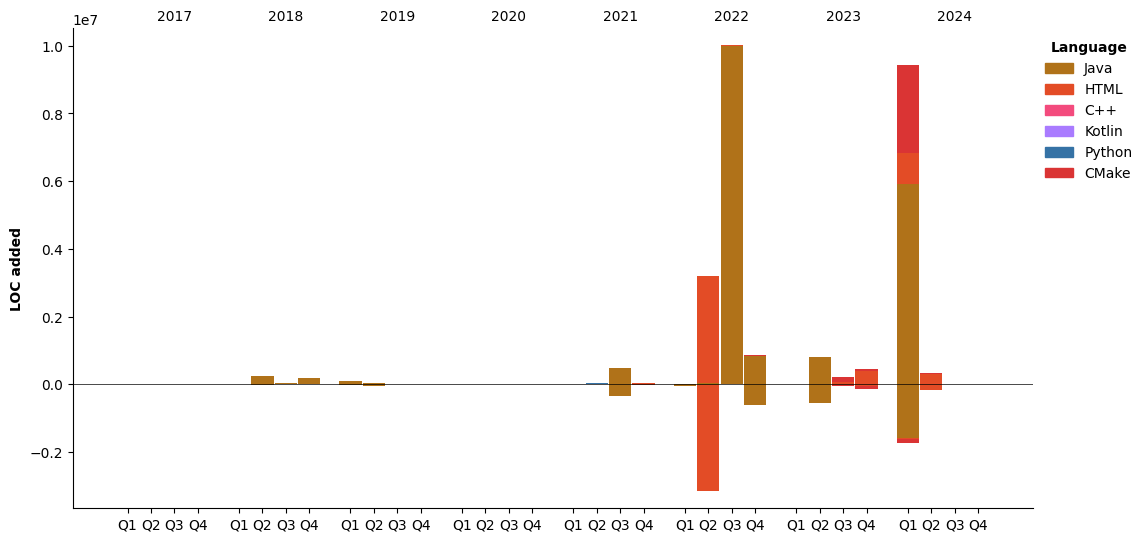 1e7
2017 2018 2019 2020 2021 2022 2023 2024
Language
Java
HTML
C++
Kotlin
Python
CMake
LOC added
1.0
0.8
0.6
0.4
0.2
0.0
−0.2
Q1 Q2 Q3 Q4 Q1 Q2 Q3 Q4 Q1 Q2 Q3 Q4 Q1 Q2 Q3 Q4 Q1 Q2 Q3 Q4 Q1 Q2 Q3 Q4 Q1 Q2 Q3 Q4 Q1 Q2 Q3 Q4